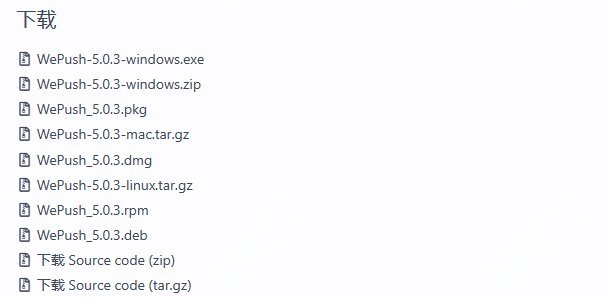 下载
WePush-5.0.3-windows.exe
WePush-5.0.3-windows.zip
WePush_5.0.3.pkg
WePush-5.0.3-mac.tar.gz
WePush_5.0.3.dmg
WePush-5.0.3-linux.tar.gz
WePush_5.0.3.rpm
WePush_5.0.3.deb
下载 Source code (zip)
下载 Source code (tar.gz)